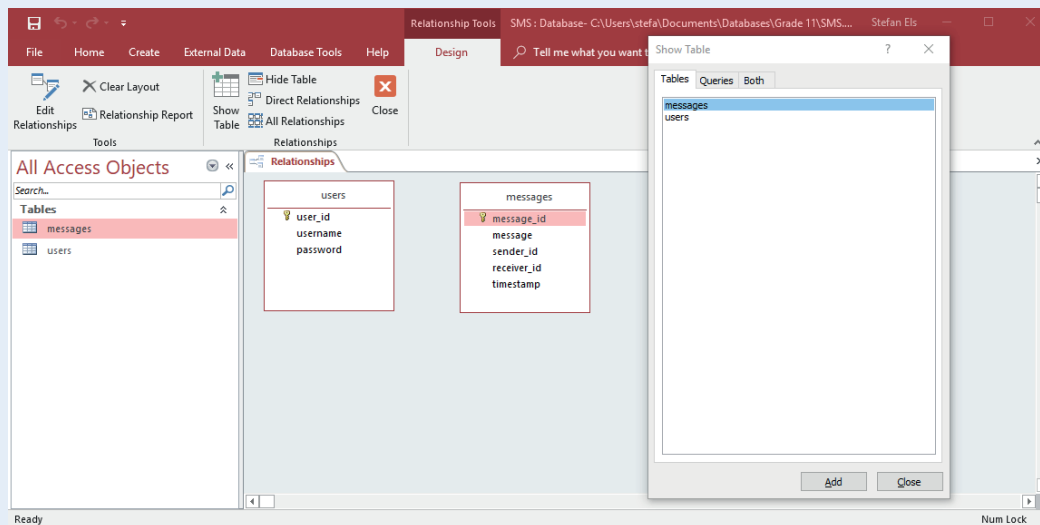 Relationship Tools
SMS : Database- C:\Users\stefa\Documents\Databases\Grade 11\SMS....
Stefan Els
File
Home
Create
External Data
Database Tools
Help
Design
Tell me what you want t
Edit
Relationships
Clear Layout
Relationship Report
Tools
Show
Table
Hide Table
Direct Relationships
All Relationships
Close
Relationships
All Access Objects
Search...
Tables
messages
users
Relationships
users
user_id
username
password
messages
message_id
message
sender_id
receiver_id
timestamp
Show Table
?
Tables
Queries
Both
messages
users
Add
Close
Ready
Num Lock